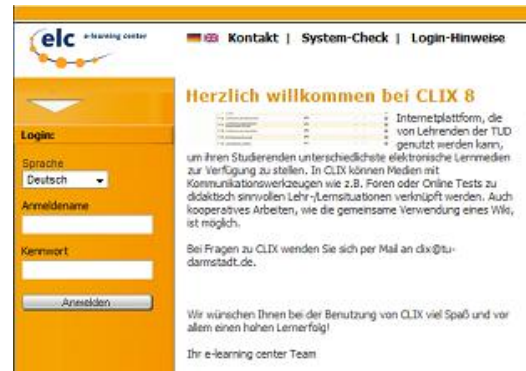 elc e-learning center
Kontakt | System-Check | Login-Hinweise
Herzlich willkommen bei CLIX 8
Internetplattform, die
von Lehrenden der TUD
genutzt werden kann,
um ihren Studierenden unterschiedlichste elektronische Lernmedien
zur Verfügung zu stellen. In CLIX können Medien mit
Kommunikationswerkzeugen wie z.B. Foren oder Online Tests zu
didaktisch sinnvollen Lehr-/Lernsituationen verknüpft werden. Auch
kooperatives Arbeiten, wie die gemeinsame Verwendung eines Wiki,
ist möglich.
Bei Fragen zu CLIX wenden Sie sich per Mail an clix@tu-
darmstadt.de.
Wir wünschen Ihnen bei der Benutzung von CLIX viel Spaß und vor
allem einen hohen Lernerfolg!
Ihr e-learning center Team
Login:
Sprache
Deutsch
Anmeldename
Kennwort
Anmelden